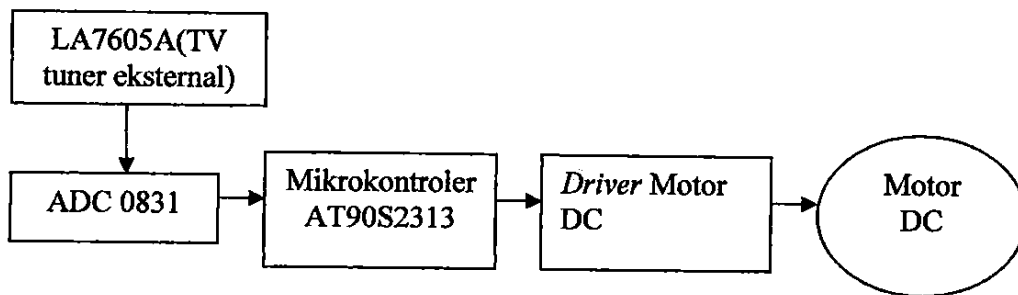 LA7605A(TV
tuner eksternal)
ADC 0831
Mikrokontroler
AT90S2313
Driver Motor
DC
Motor
DC